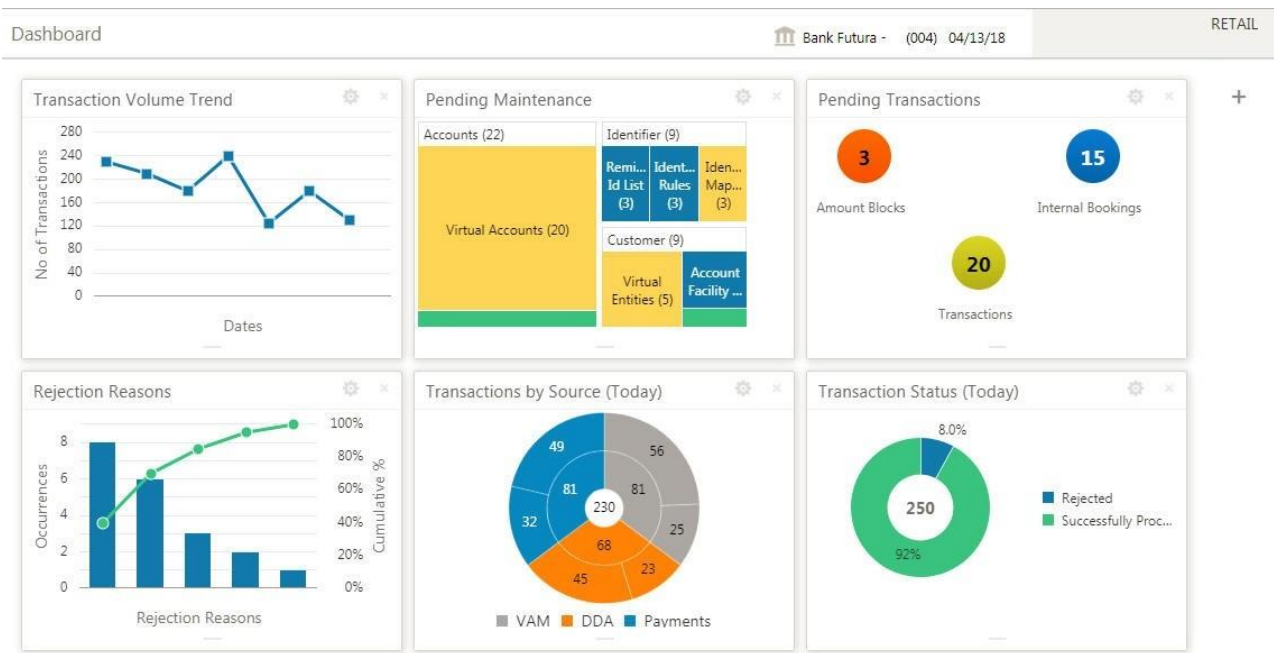 Dashboard
Bank Futura - (004) 04/13/18
RETAIL
Transaction Volume Trend
280
240
200
160
120
80
40
0
No of Transactions
Dates
Pending Maintenance
Accounts (22)
Virtual Accounts (20)
Identifier (9)
Remi...
Id List
(3)
Ident...
Rules
(3)
Iden...
Map...
(3)
Customer (9)
Virtual
Entities (5)
Account
Facility ...
Pending Transactions
3
Amount Blocks
15
Internal Bookings
20
Transactions
+
Rejection Reasons
8
6
4
2
0
Occurrences
100%
80%
60%
40%
20%
0%
Cumulative %
Rejection Reasons
Transactions by Source (Today)
49
56
81
81
230
32
25
68
45
23
VAM DDA Payments
Transaction Status (Today)
8.0%
250
92%
Rejected
Successfully Proc...